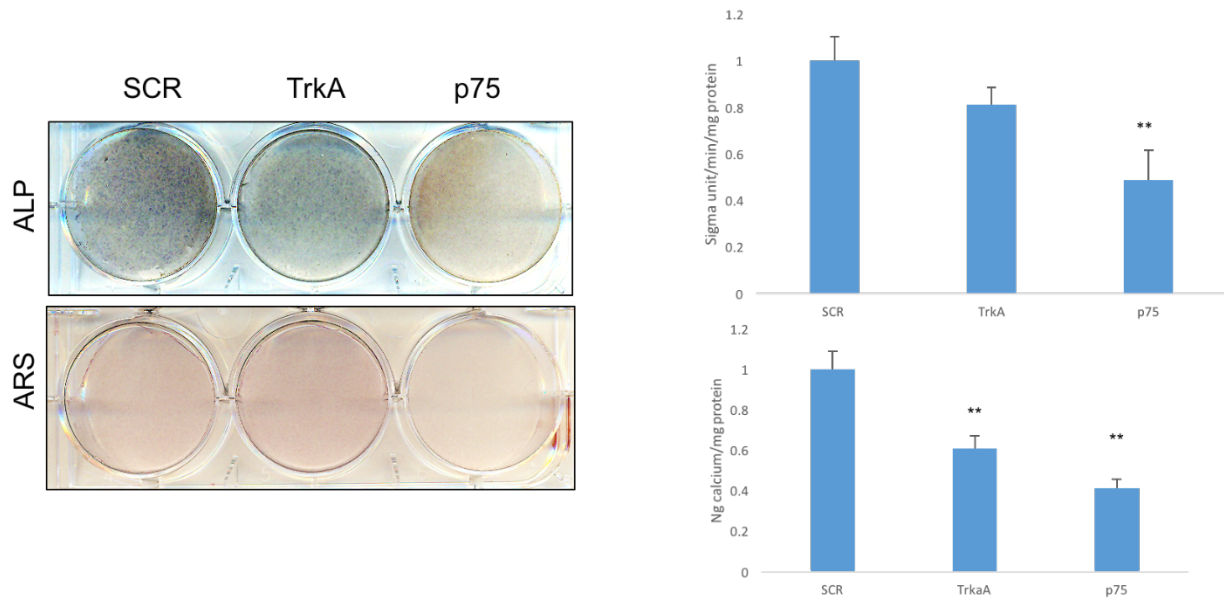 SCR TrkA p75
ALP
ARS
1.2
1
0.8
0.6
0.4
0.2
0
Sigma unit/min/mg protein
**
SCR TrkA p75
1.2
1
0.8
0.6
0.4
0.2
0
Ng calcium/mg protein
**
**
SCR TrkaA p75